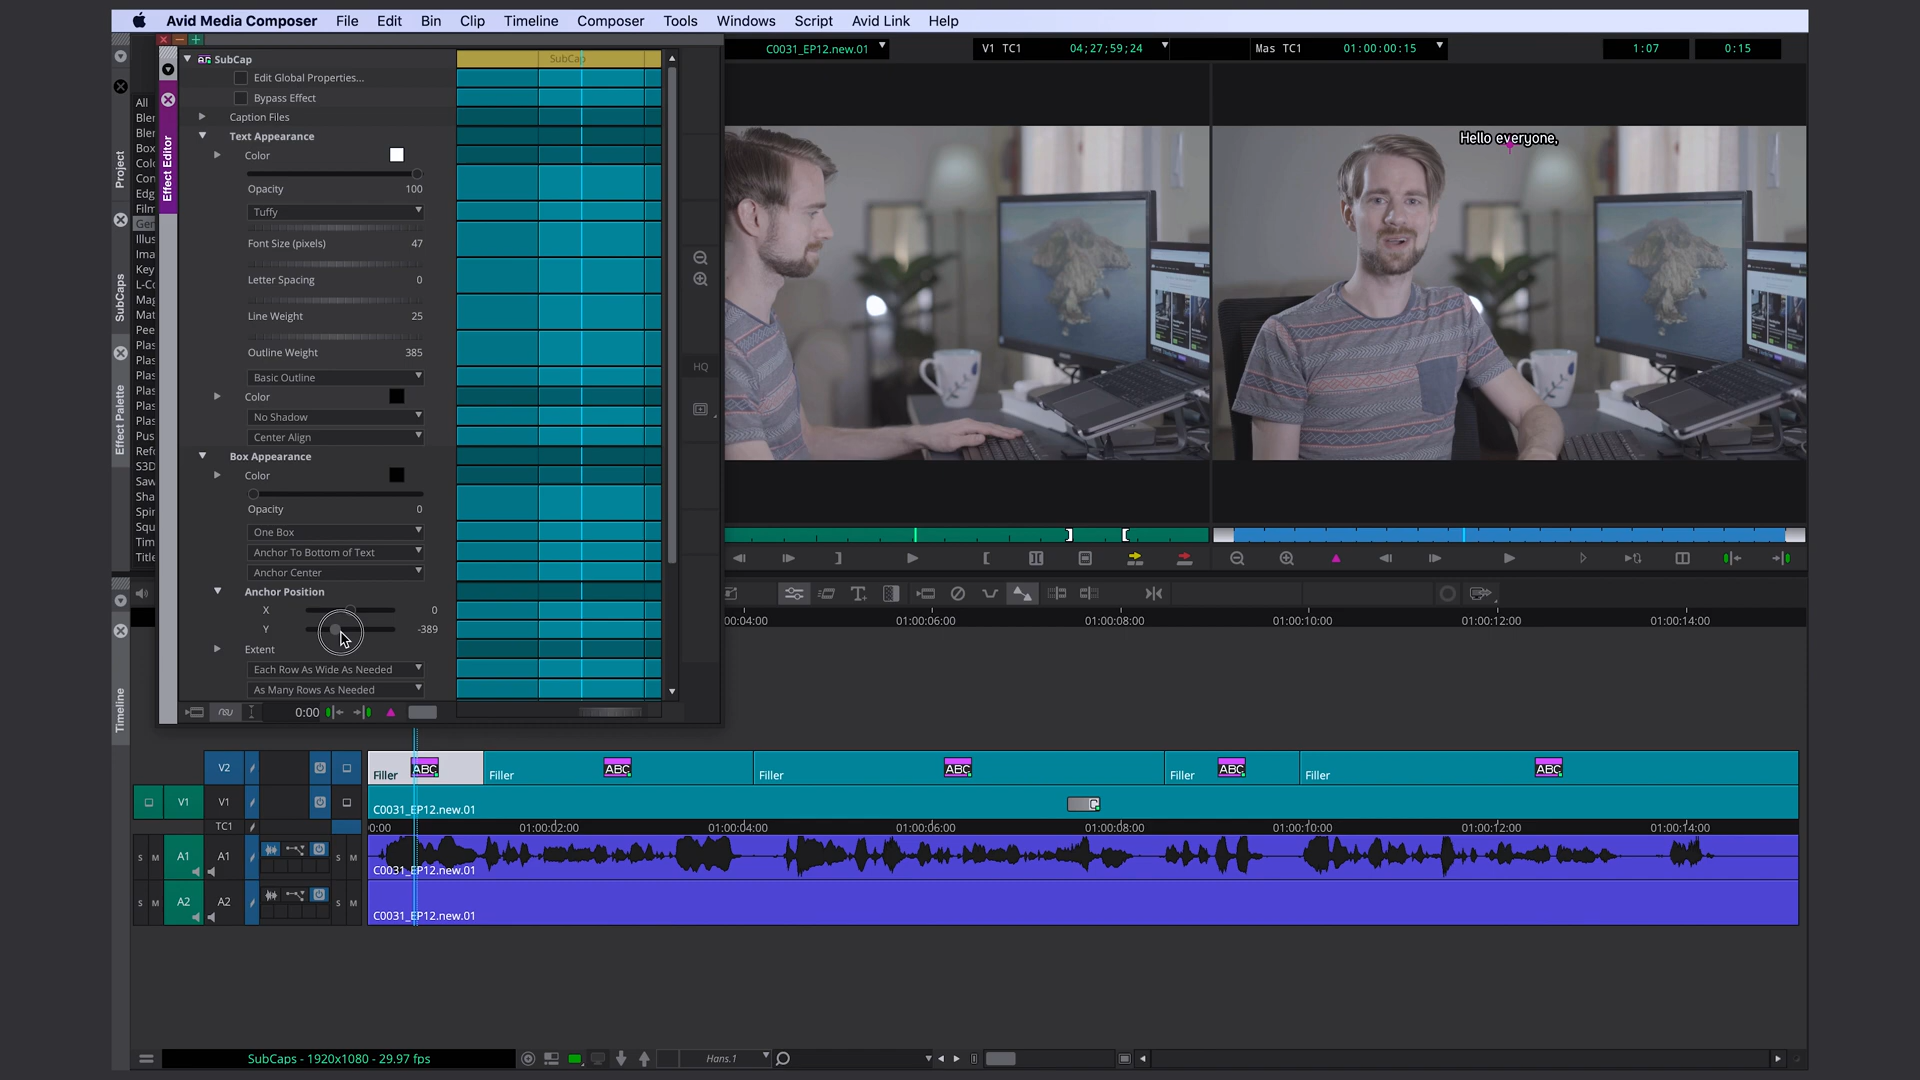 Avid Media Composer File Edit Bin Clip Timeline Composer Tools Windows Script Avid Link Help
C0031_EP12.new.01 V1 TC1 04;27;59;24 Mas TC1 01:00:00:15 1:07 0:15
SubCap SubCap
Edit Global Properties...
Bypass Effect
Caption Files
Text Appearance
Color
Opacity 100
Tuffy
Font Size (pixels) 47
Letter Spacing 0
Line Weight 25
Outline Weight 385
Basic Outline
Color
No Shadow
Center Align
Box Appearance
Color
Opacity 0
One Box
Anchor To Bottom of Text
Anchor Center
Anchor Position
X 0
Y -389
Extent
Each Row As Wide As Needed
As Many Rows As Needed
0:00
Project
SubCaps
Effect Palette
Effect Editor
All
Blen
Blen
Box
Colo
Con
Edg
Film
Gen
Illus
Ima
Key
L-Co
Mag
Mat
Pee
Plas
Plas
Plas
Plas
Plas
Plas
Pus
Refo
S3D
Saw
Sha
Spin
Squ
Tim
Title
HQ
Hello everyone,
00:04:00 01:00:06:00 01:00:08:00 01:00:10:00 01:00:12:00 01:00:14:00
Timeline
V2 Filler ABC Filler ABC Filler ABC Filler ABC Filler ABC
V1 V1 C0031_EP12.new.01
TC1 0:00 01:00:02:00 01:00:04:00 01:00:06:00 01:00:08:00 01:00:10:00 01:00:12:00 01:00:14:00
S M A1 A1 S M
C0031_EP12.new.01
S M A2 A2 S M
C0031_EP12.new.01
SubCaps - 1920x1080 - 29.97 fps Hans.1